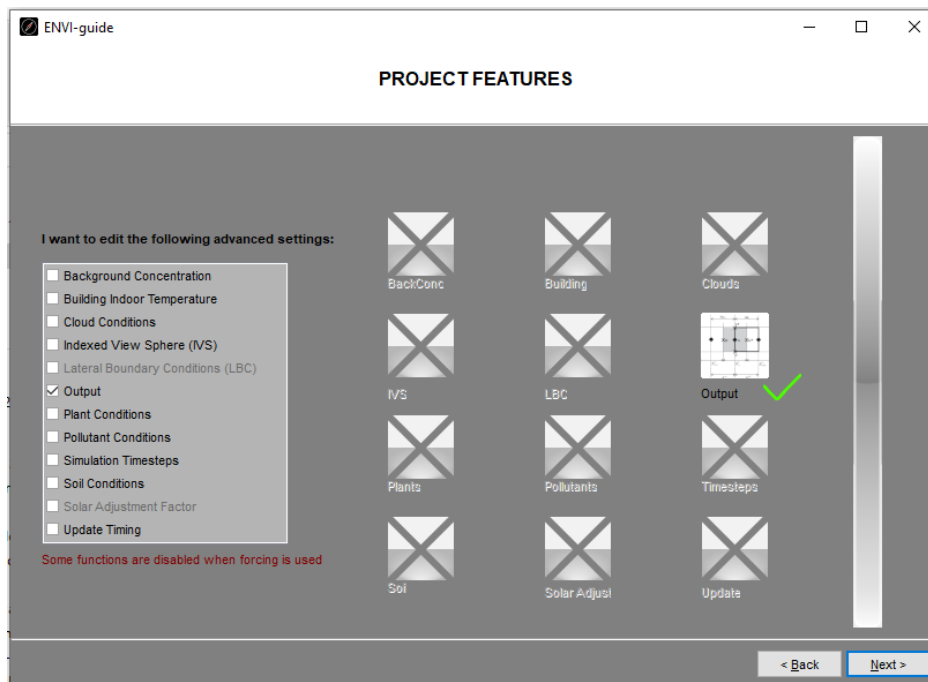 ENVI-guide
PROJECT FEATURES
I want to edit the following advanced settings:
Background Concentration
Building Indoor Temperature
Cloud Conditions
Indexed View Sphere (IVS)
Lateral Boundary Conditions (LBC)
Output
Plant Conditions
Pollutant Conditions
Simulation Timesteps
Soil Conditions
Solar Adjustment Factor
Update Timing
Some functions are disabled when forcing is used
BackConc
Building
Clouds
IVS
LBC
Output
Plants
Pollutants
Timesteps
Soil
Solar Adjust
Update
< Back
Next >